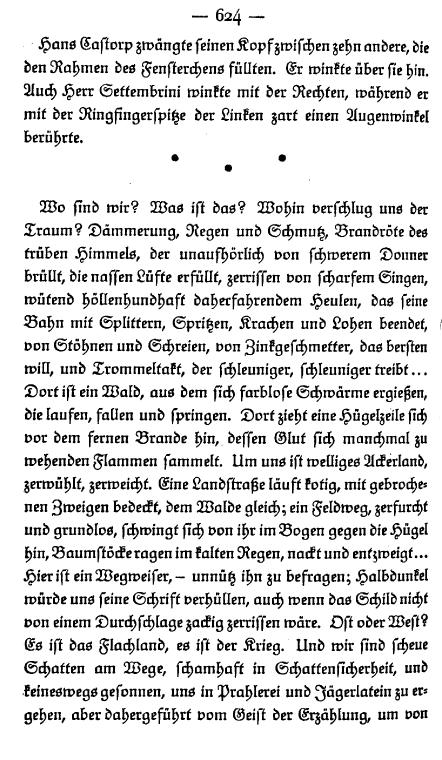 — 624 —
Hans Castorp zwängte seinen Kopf zwischen zehn andere, die
den Rahmen des Fensterchens füllten. Er winkte über sie hin.
Auch Herr Settembrini winkte mit der Rechten, während er
mit der Ringfingerspitze der Linken zart einen Augenwinkel
berührte.
Wo sind wir? Was ist das? Wohin verschlug uns der
Traum? Dämmerung, Regen und Schmutz, Brandröte des
trüben Himmels, der unaufhörlich von schwerem Donner
brüllt, die nassen Lüfte erfüllt, zerrissen von scharfem Singen,
wütend höllenhundhaft daherfahrendem Heulen, das seine
Bahn mit Splittern, Spritzen, Krachen und Lohen beendet,
von Stöhnen und Schreien, von Zinkgeschmetter, das bersten
will, und Trommeltakt, der schleuniger, schleuniger treibt...
Dort ist ein Wald, aus dem sich farblose Schwärme ergießen,
die laufen, fallen und springen. Dort zieht eine Hügelzeile sich
vor dem fernen Brande hin, dessen Glut sich manchmal zu
wehenden Flammen sammelt. Um uns ist welliges Ackerland,
zerwühlt, zerweicht. Eine Landstraße läuft kotig, mit gebroche-
nen Zweigen bedeckt, dem Walde gleich; ein Feldweg, zerfurcht
und grundlos, schwingt sich von ihr im Bogen gegen die Hügel
hin, Baumstöcke ragen im kalten Regen, nackt und entzweigt...
Hier ist ein Wegweiser, – unnütz ihn zu befragen; Halbdunkel
würde uns seine Schrift verhüllen, auch wenn das Schild nicht
von einem Durchschlage zackig zerrissen wäre. Ost oder West?
Es ist das Flachland, es ist der Krieg. Und wir sind scheue
Schatten am Wege, schamhaft in Schattensicherheit, und
keineswegs gesonnen, uns in Prahlerei und Jägerlatein zu er-
gehen, aber dahergeführt vom Geist der Erzählung, um von